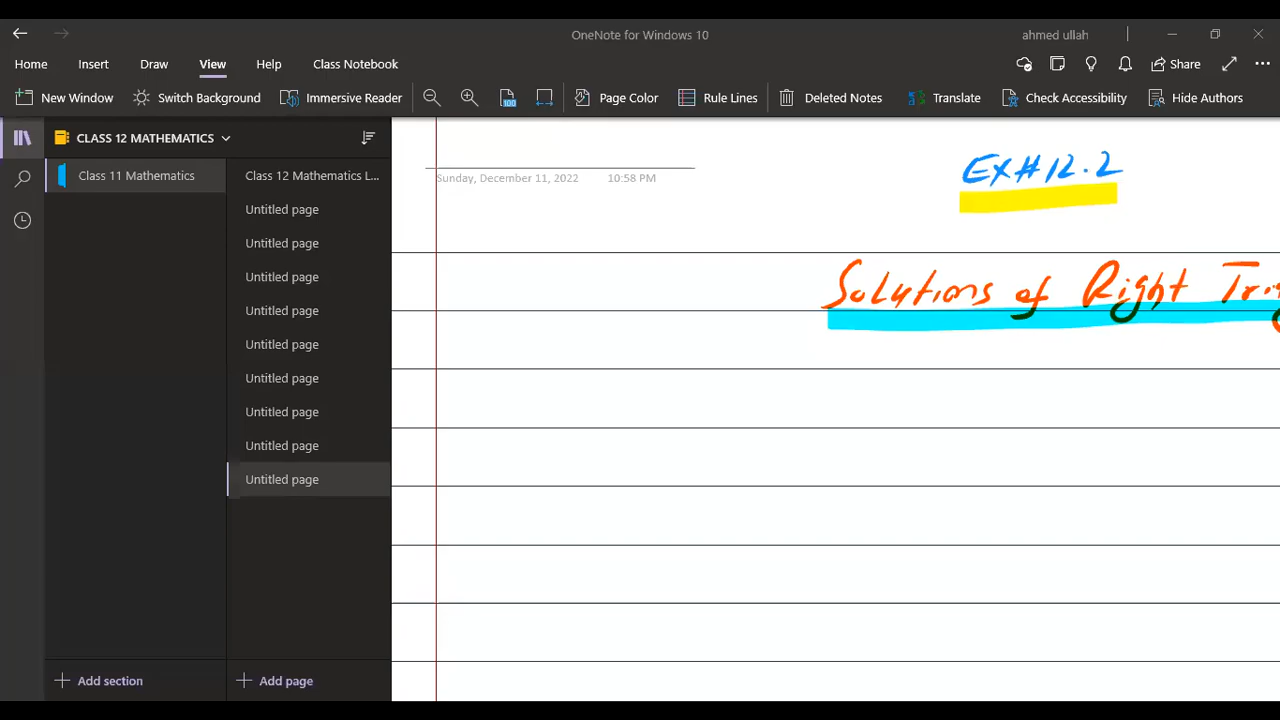 OneNote for Windows 10
ahmed ullah
Home Insert Draw View Help Class Notebook
Share
New Window Switch Background Immersive Reader Page Color Rule Lines Deleted Notes Translate Check Accessibility Hide Authors
CLASS 12 MATHEMATICS
Class 11 Mathematics
Class 12 Mathematics L...
Untitled page
Untitled page
Untitled page
Untitled page
Untitled page
Untitled page
Untitled page
Untitled page
Untitled page
Add section
Add page
Sunday, December 11, 2022 10:58 PM
EX#12.2
Solutions of Right Tri